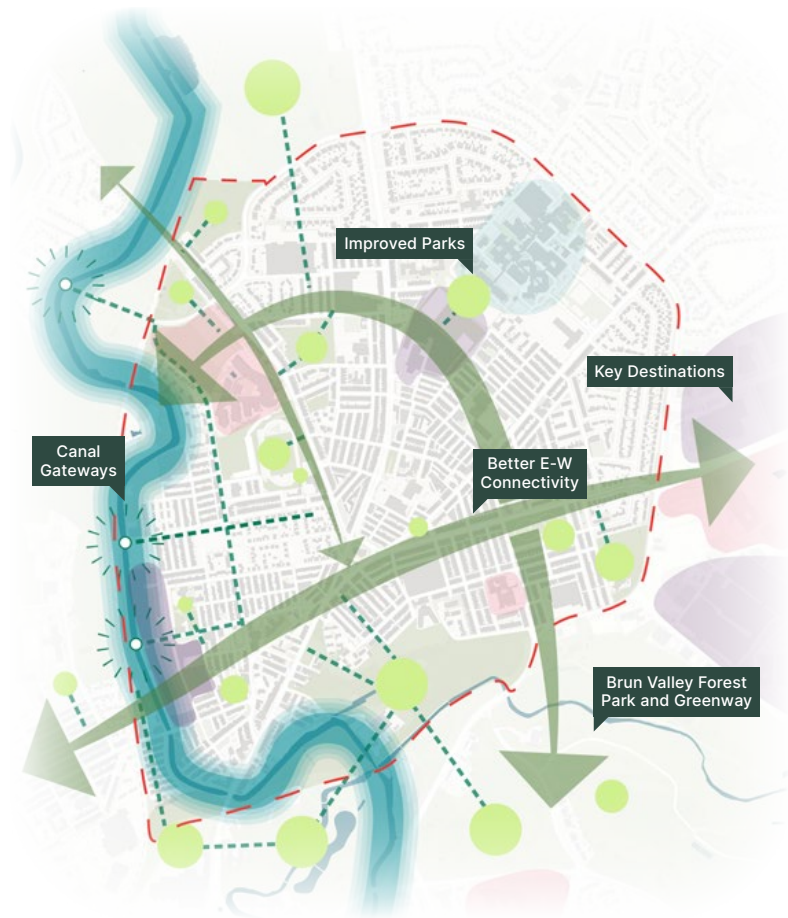 Improved Parks
Key Destinations
Canal
Gateways
Better E-W
Connectivity
Brun Valley Forest
Park and Greenway